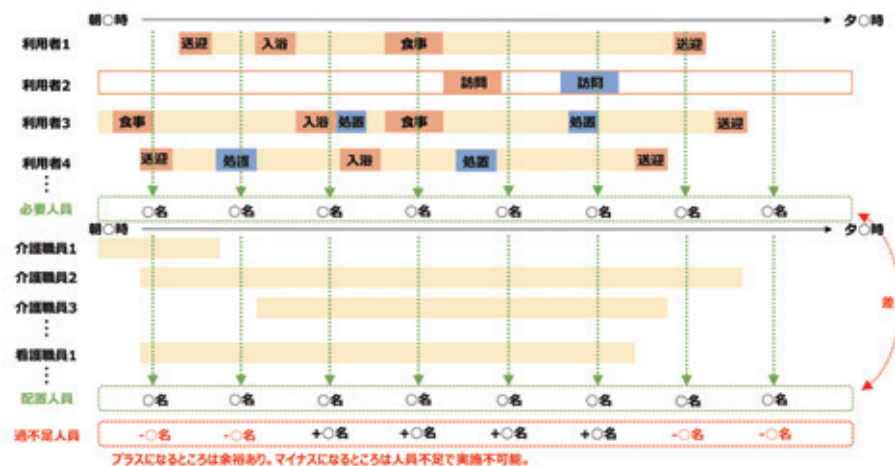 朝○時 夕○時
利用者1 送迎 入浴 食事 送迎
利用者2 訪問 訪問
利用者3 食事 入浴 処置 食事 処置 送迎
利用者4 送迎 処置 入浴 処置 送迎
⋮
必要人員 ○名 ○名 ○名 ○名 ○名 ○名 ○名 ○名
朝○時 夕○時
介護職員1
介護職員2
介護職員3
差
⋮
看護職員1
⋮
配置人員 ○名 ○名 ○名 ○名 ○名 ○名 ○名 ○名
過不足人員 -○名 -○名 +○名 +○名 +○名 +○名 -○名 -○名
プラスになるところは余裕あり。マイナスになるところは人員不足で実施不可能。